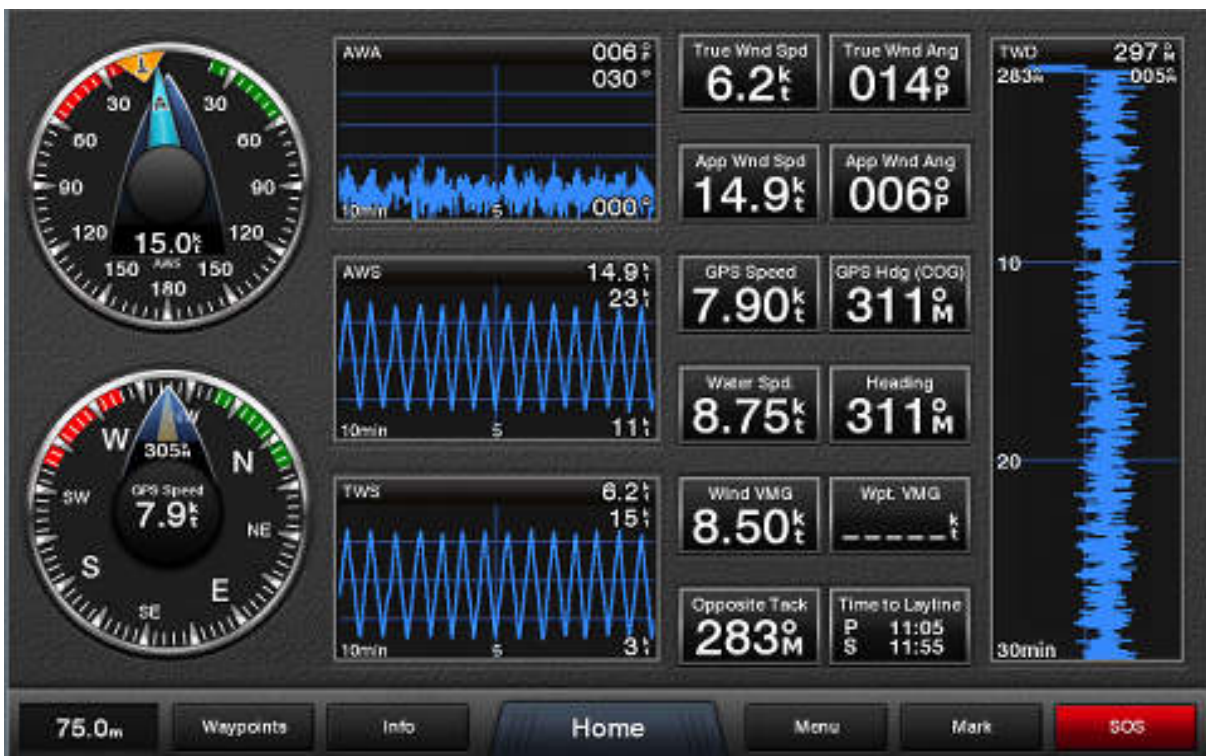 30
30
60
60
90
90
120
120
15.0kt
AWS
150
150
180
AWA
006°P
030°
10min
5
000°
AWS
14.9kt
23kt
10min
5
11kt
TWS
6.2kt
15kt
10min
5
3kt
True Wnd Spd
6.2kt
True Wnd Ang
014°P
App Wnd Spd
14.9kt
App Wnd Ang
006°P
GPS Speed
7.90kt
GPS Hdg (COG)
311°M
Water Spd.
8.75kt
Heading
311°M
Wind VMG
8.50kt
Wpt. VMG
_____kt
Opposite Tack
283°M
Time to Layline
P 11:05
S 11:55
TWD
297°M
283°M
005°M
10
20
30min
W
N
305°M
SW
GPS Speed
7.9kt
NE
S
E
SE
75.0m
Waypoints
Info
Home
Menu
Mark
SOS